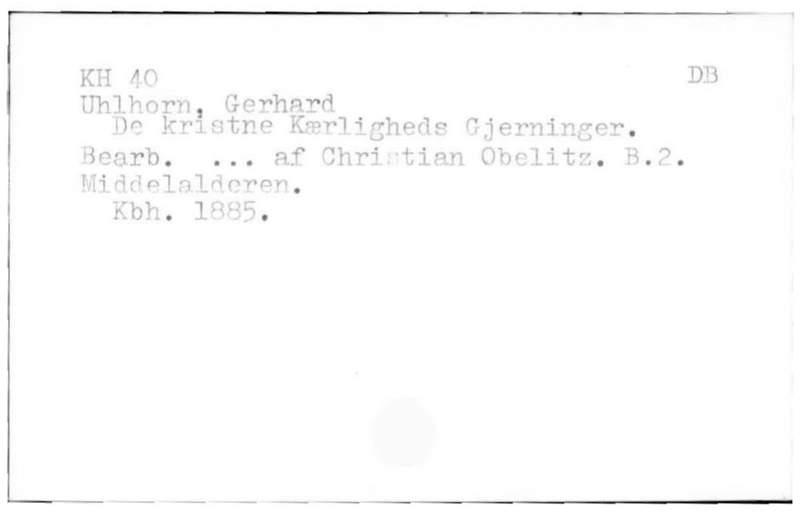 KH 40 DB
Uhlhorn, Gerhard
De kristne Kærligheds Gjerninger.
Bearb. ... af Christian Obelitz. B.2.
Middelalderen.
Kbh. 1885.